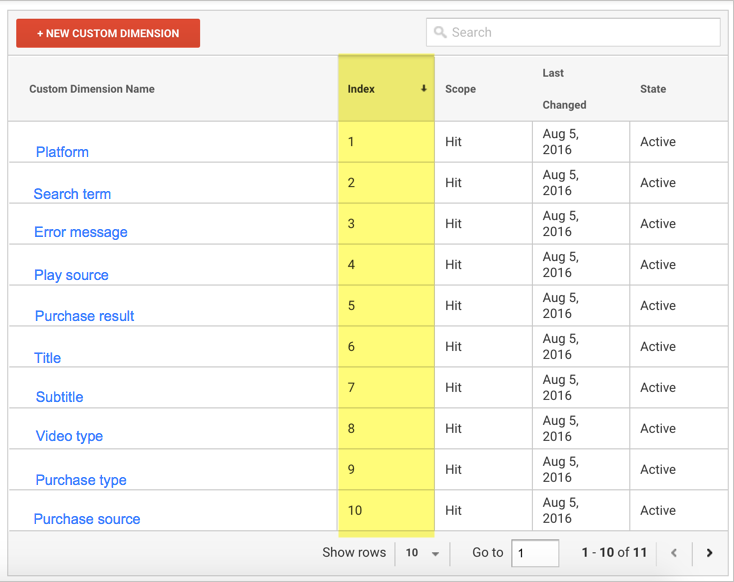 + NEW CUSTOM DIMENSION Search
Custom Dimension Name Index Scope Last Changed State
Platform 1 Hit Aug 5, 2016 Active
Search term 2 Hit Aug 5, 2016 Active
Error message 3 Hit Aug 5, 2016 Active
Play source 4 Hit Aug 5, 2016 Active
Purchase result 5 Hit Aug 5, 2016 Active
Title 6 Hit Aug 5, 2016 Active
Subtitle 7 Hit Aug 5, 2016 Active
Video type 8 Hit Aug 5, 2016 Active
Purchase type 9 Hit Aug 5, 2016 Active
Purchase source 10 Hit Aug 5, 2016 Active
Show rows 10 Go to 1 1 - 10 of 11